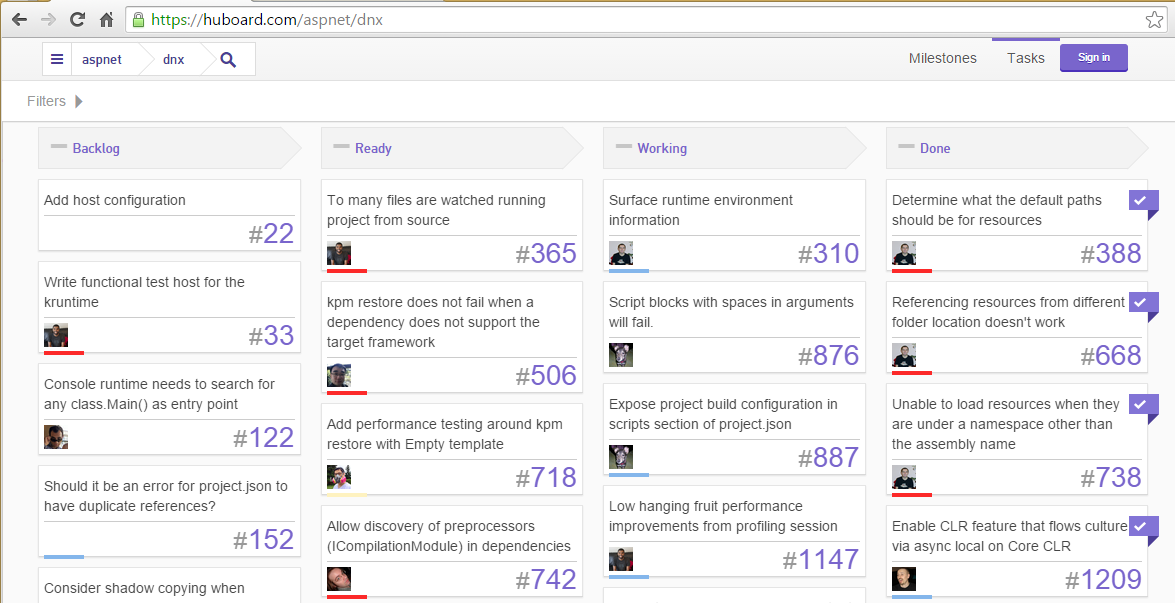 https://huboard.com/aspnet/dnx
aspnet
dnx
Milestones
Tasks
Sign in
Filters
Backlog
Add host configuration
#22
Write functional test host for the
kruntime
#33
Console runtime needs to search for
any class.Main() as entry point
#122
Should it be an error for project.json to
have duplicate references?
#152
Consider shadow copying when
Ready
To many files are watched running
project from source
#365
kpm restore does not fail when a
dependency does not support the
target framework
#506
Add performance testing around kpm
restore with Empty template
#718
Allow discovery of preprocessors
(ICompilationModule) in dependencies
#742
Working
Surface runtime environment
information
#310
Script blocks with spaces in arguments
will fail.
#876
Expose project build configuration in
scripts section of project.json
#887
Low hanging fruit performance
improvements from profiling session
#1147
Done
Determine what the default paths
should be for resources
#388
Referencing resources from different
folder location doesn't work
#668
Unable to load resources when they
are under a namespace other than
the assembly name
#738
Enable CLR feature that flows culture
via async local on Core CLR
#1209